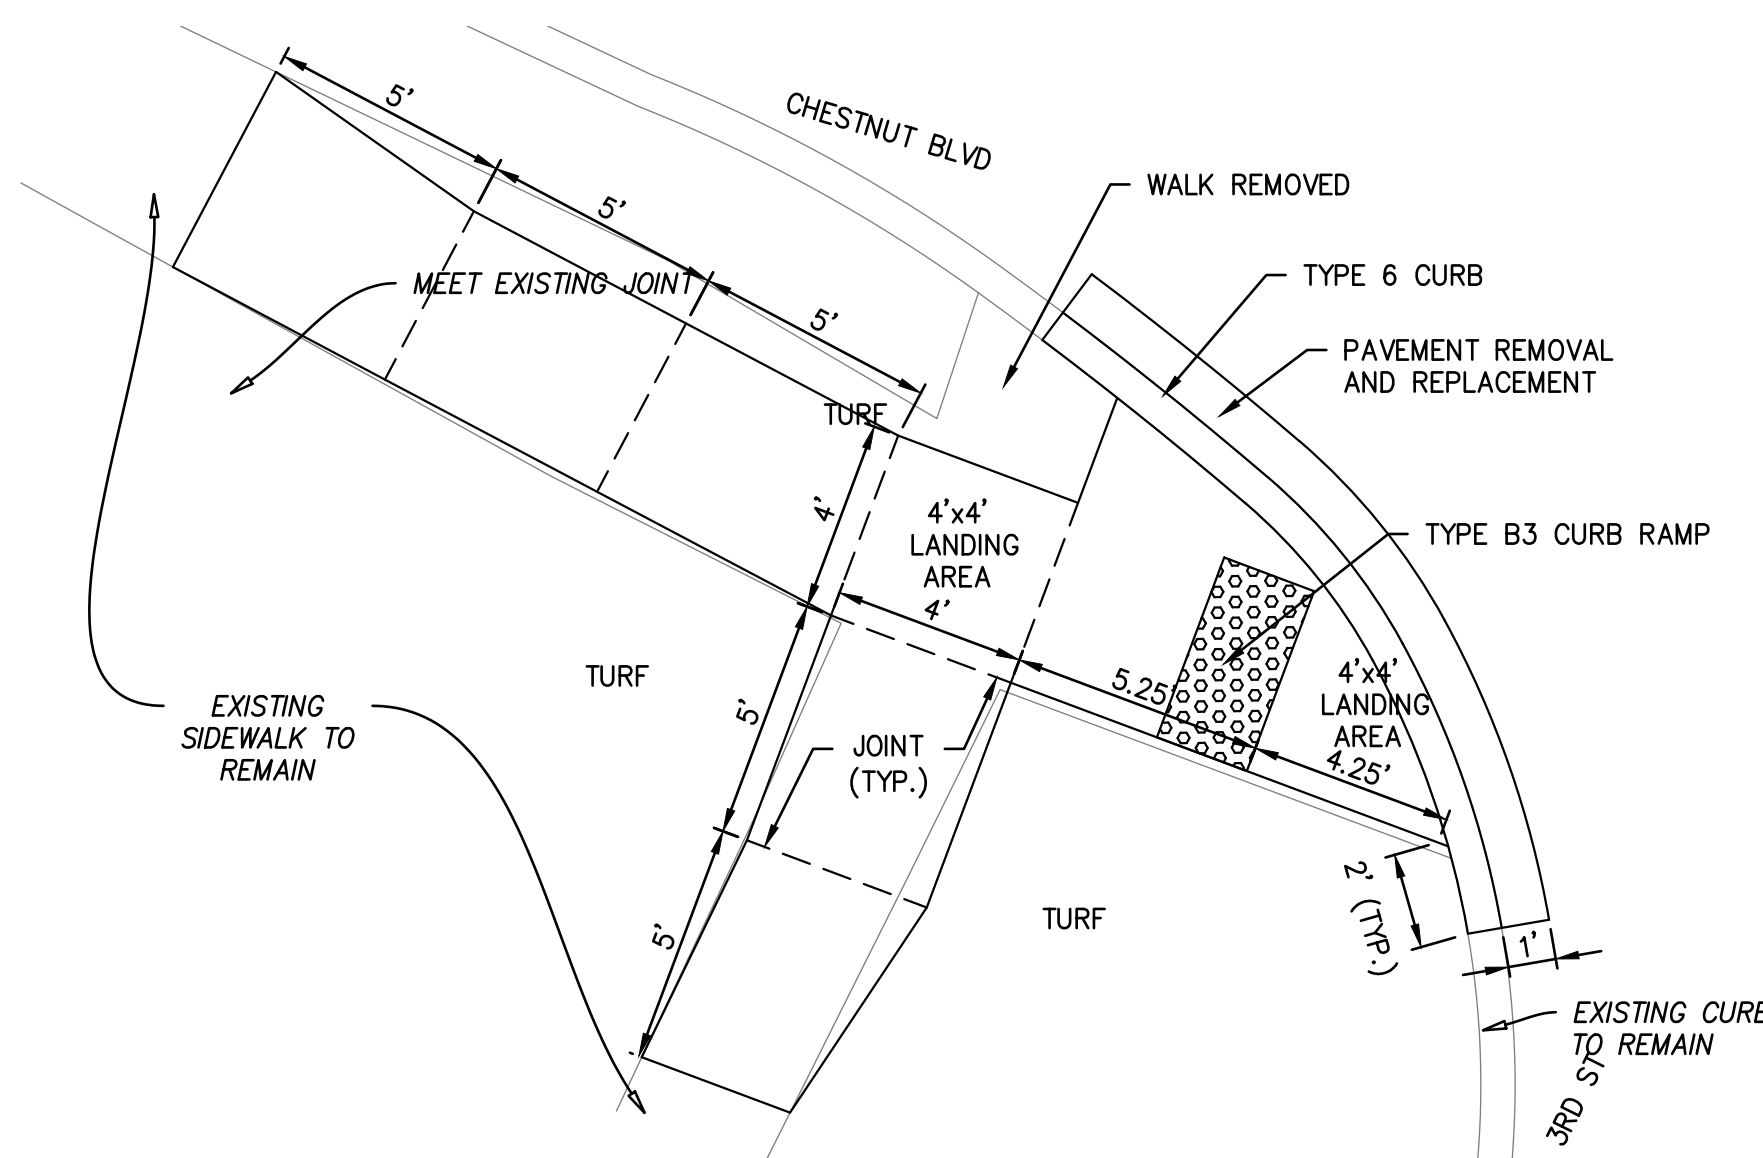 CHESTNUT BLVD
5'
5'
5'
WALK REMOVED
TYPE 6 CURB
PAVEMENT REMOVAL
AND REPLACEMENT
MEET EXISTING JOINT
TURF
4'
4'x4'
LANDING
AREA
4'
TYPE B3 CURB RAMP
TURF
5.25'
4'x4'
LANDING
AREA
4.25'
EXISTING
SIDEWALK TO
REMAIN
5'
JOINT
(TYP.)
5'
TURF
2' (TYP.)
1'
EXISTING CURB
TO REMAIN
3RD ST